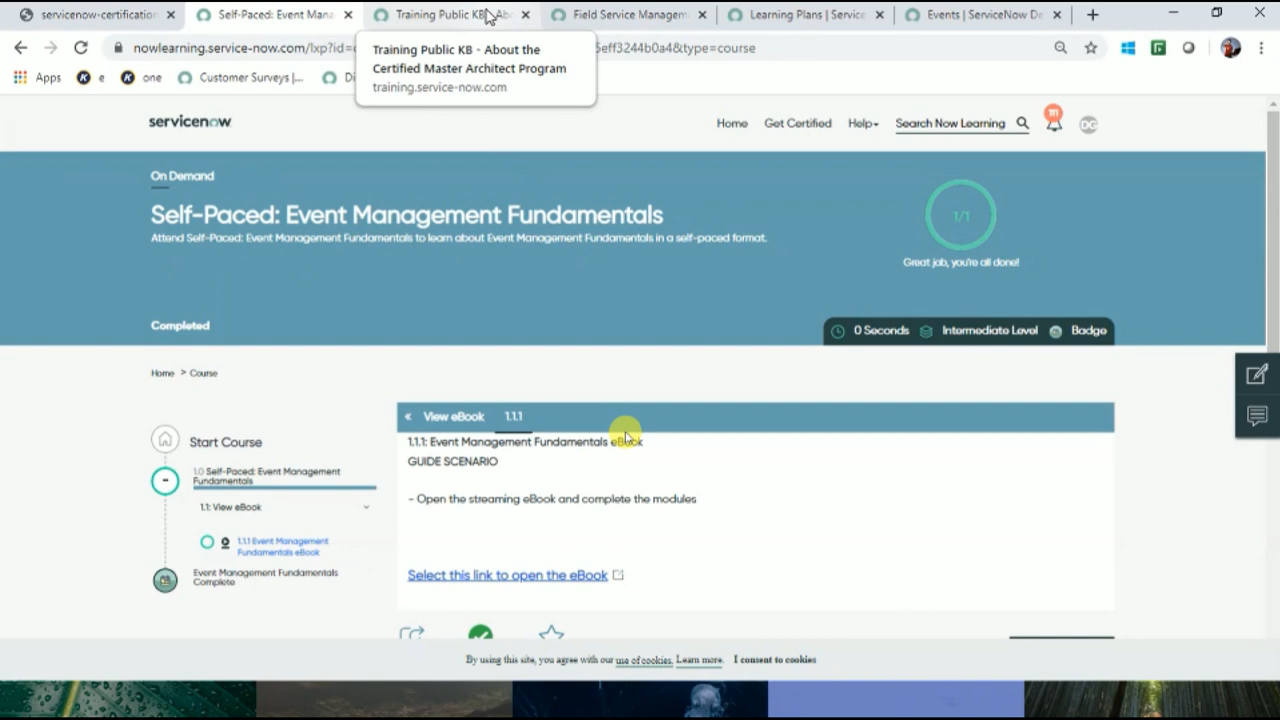 servicenow-certification
Self-Paced: Event Mana
Training Public KB - Abo
Field Service Managem
Learning Plans | Service
Events | ServiceNow De
nowlearning.service-now.com/lxp?id=
5eff3244b0a4&type=course
Training Public KB - About the
Certified Master Architect Program
training.service-now.com
Apps
e
one
Customer Surveys |...
servicenow
Home
Get Certified
Help
Search Now Learning
DG
On Demand
Self-Paced: Event Management Fundamentals
Attend Self-Paced: Event Management Fundamentals to learn about Event Management Fundamentals in a self-paced format.
1/1
Great job, you're all done!
Completed
0 Seconds
Intermediate Level
Badge
Home > Course
Start Course
1.0 Self-Paced: Event Management
Fundamentals
1.1: View eBook
1.1.1 Event Management
Fundamentals eBook
Event Management Fundamentals
Complete
« View eBook 1.1.1
1.1.1: Event Management Fundamentals eBook
GUIDE SCENARIO
- Open the streaming eBook and complete the modules
Select this link to open the eBook
By using this site, you agree with our use of cookies. Learn more. I consent to cookies